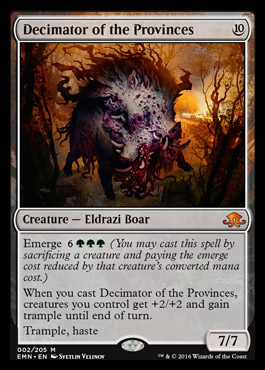 Decimator of the Provinces 10
Creature — Eldrazi Boar
Emerge 6 (You may cast this spell by
sacrificing a creature and paying the
emerge cost reduced by that creature's converted mana
cost.)
When you cast Decimator of the Provinces,
creatures you control get +2/+2 and gain
trample until end of turn.
Trample, haste
7/7
002/205 M
EMN • EN Svetlin Velinov
™ & © 2016 Wizards of the Coast